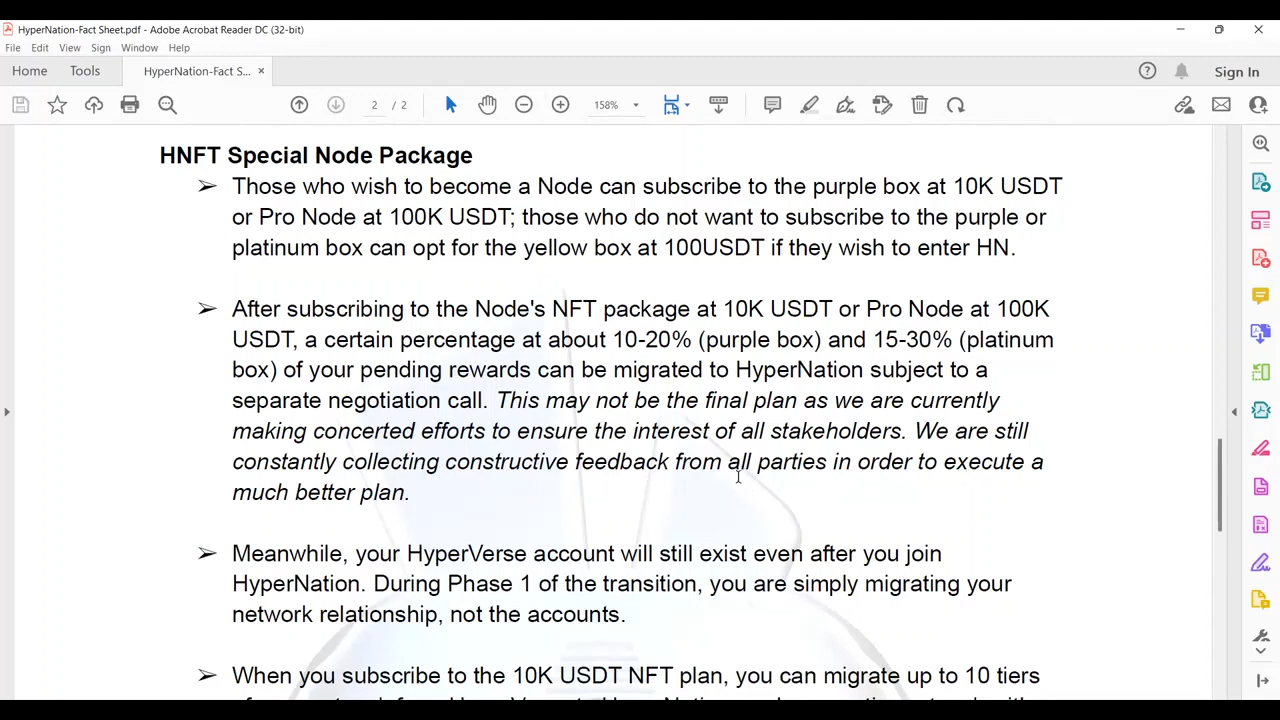 HyperNation-Fact Sheet.pdf - Adobe Acrobat Reader DC (32-bit)
File Edit View Sign Window Help
Home Tools HyperNation-Fact S... × Sign In
2 / 2 158%
HNFT Special Node Package
➢ Those who wish to become a Node can subscribe to the purple box at 10K USDT
or Pro Node at 100K USDT; those who do not want to subscribe to the purple or
platinum box can opt for the yellow box at 100USDT if they wish to enter HN.
➢ After subscribing to the Node's NFT package at 10K USDT or Pro Node at 100K
USDT, a certain percentage at about 10-20% (purple box) and 15-30% (platinum
box) of your pending rewards can be migrated to HyperNation subject to a
separate negotiation call. This may not be the final plan as we are currently
making concerted efforts to ensure the interest of all stakeholders. We are still
constantly collecting constructive feedback from all parties in order to execute a
much better plan.
➢ Meanwhile, your HyperVerse account will still exist even after you join
HyperNation. During Phase 1 of the transition, you are simply migrating your
network relationship, not the accounts.
➢ When you subscribe to the 10K USDT NFT plan, you can migrate up to 10 tiers